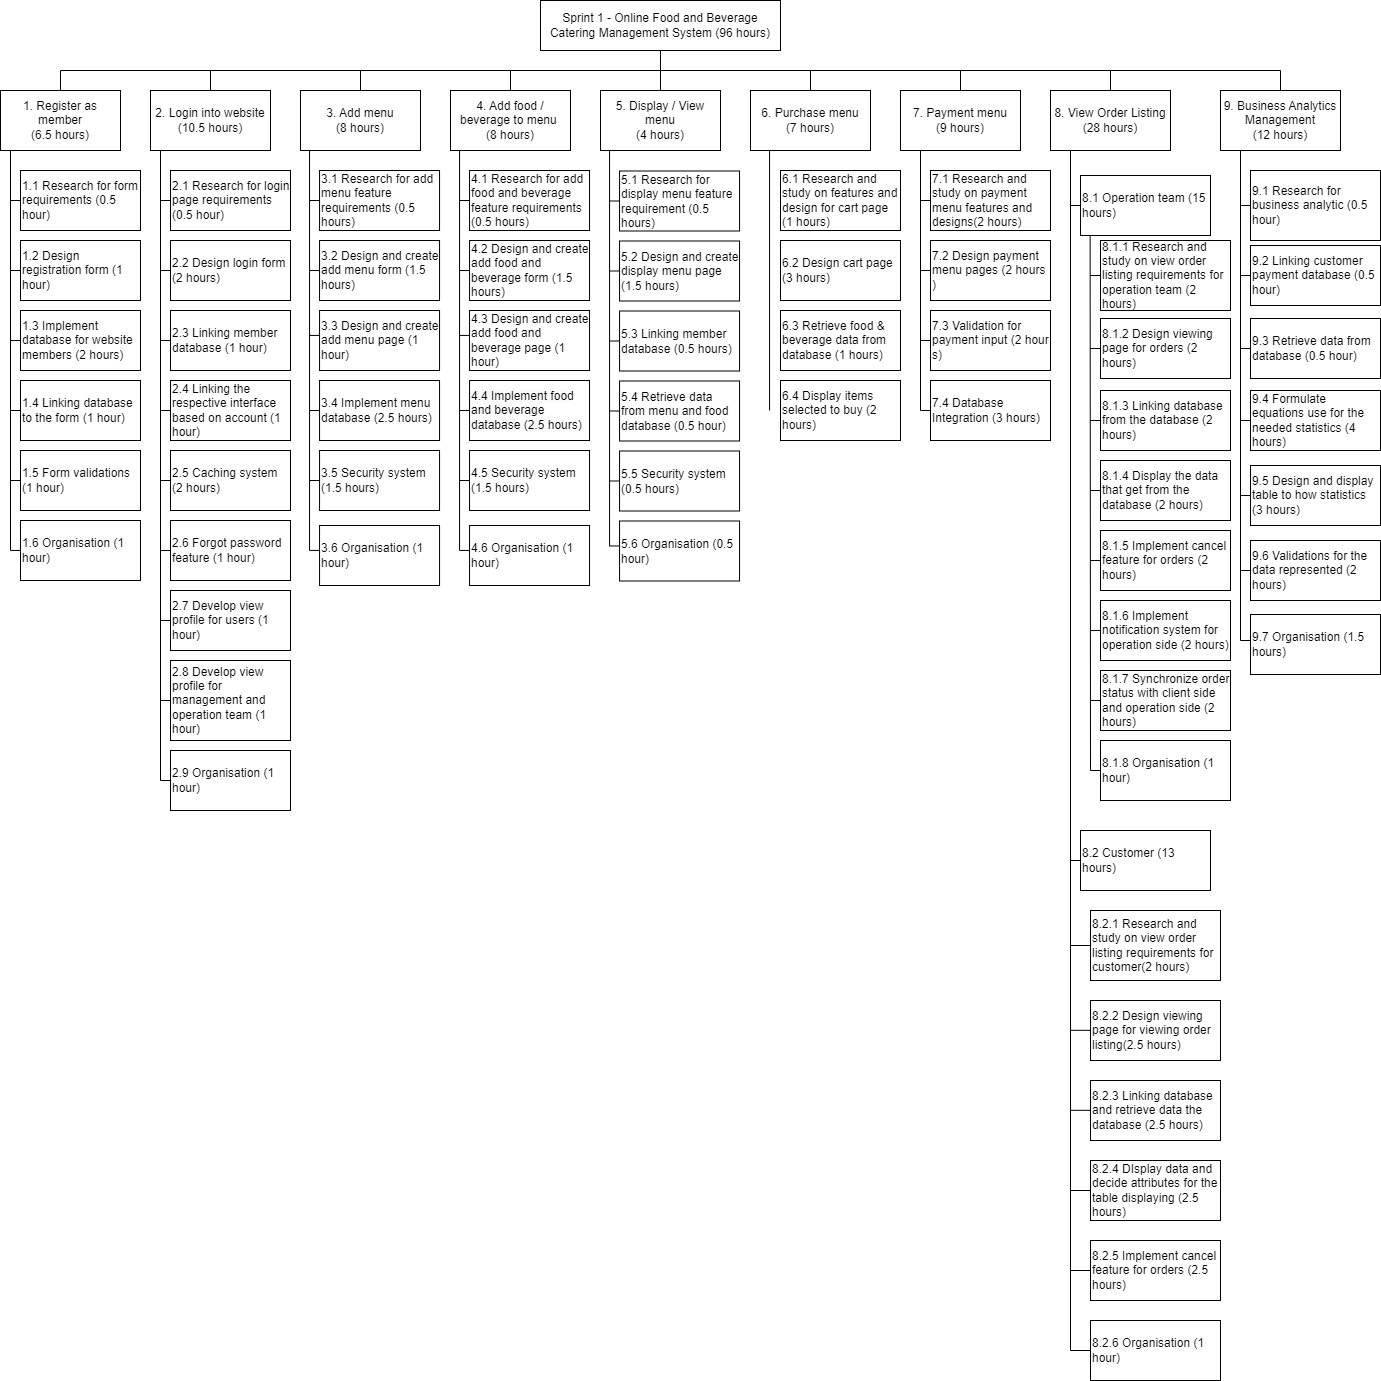 Sprint 1 - Online Food and Beverage
Catering Management System (96 hours)
1. Register as
member
(6.5 hours)
1.1 Research for form
requirements (0.5
hour)
1.2 Design
registration form (1
hour)
1.3 Implement
database for website
members (2 hours)
1.4 Linking database
to the form (1 hour)
1.5 Form validations
(1 hour)
1.6 Organisation (1
hour)
2. Login into website
(10.5 hours)
2.1 Research for login
page requirements
(0.5 hour)
2.2 Design login form
(2 hours)
2.3 Linking member
database (1 hour)
2.4 Linking the
respective interface
based on account (1
hour)
2.5 Caching system
(2 hours)
2.6 Forgot password
feature (1 hour)
2.7 Develop view
profile for users (1
hour)
2.8 Develop view
profile for
management and
operation team (1
hour)
2.9 Organisation (1
hour)
3. Add menu
(8 hours)
3.1 Research for add
menu feature
requirements (0.5
hours)
3.2 Design and create
add menu form (1.5
hours)
3.3 Design and create
add menu page (1
hour)
3.4 Implement menu
database (2.5 hours)
3.5 Security system
(1.5 hours)
3.6 Organisation (1
hour)
4. Add food /
beverage to menu
(8 hours)
4.1 Research for add
food and beverage
feature requirements
(0.5 hours)
4.2 Design and create
add food and
beverage form (1.5
hours)
4.3 Design and create
add food and
beverage page (1
hour)
4.4 Implement food
and beverage
database (2.5 hours)
4.5 Security system
(1.5 hours)
4.6 Organisation (1
hour)
5. Display / View
menu
(4 hours)
5.1 Research for
display menu feature
requirement (0.5
hours)
5.2 Design and create
display menu page
(1.5 hours)
5.3 Linking member
database (0.5 hours)
5.4 Retrieve data
from menu and food
database (0.5 hour)
5.5 Security system
(0.5 hours)
5.6 Organisation (0.5
hour)
6. Purchase menu
(7 hours)
6.1 Research and
study on features and
design for cart page
(1 hours)
6.2 Design cart page
(3 hours)
6.3 Retrieve food &
beverage data from
database (1 hours)
6.4 Display items
selected to buy (2
hours)
7. Payment menu
(9 hours)
7.1 Research and
study on payment
menu features and
designs(2 hours)
7.2 Design payment
menu pages (2 hours
)
7.3 Validation for
payment input (2 hour
s)
7.4 Database
Integration (3 hours)
8. View Order Listing
(28 hours)
8.1 Operation team (15
hours)
8.1.1 Research and
study on view order
listing requirements for
operation team (2
hours)
8.1.2 Design viewing
page for orders (2
hours)
8.1.3 Linking database
from the database (2
hours)
8.1.4 Display the data
that get from the
database (2 hours)
8.1.5 Implement cancel
feature for orders (2
hours)
8.1.6 Implement
notification system for
operation side (2 hours)
8.1.7 Synchronize order
status with client side
and operation side (2
hours)
8.1.8 Organisation (1
hour)
8.2 Customer (13
hours)
8.2.1 Research and
study on view order
listing requirements for
customer(2 hours)
8.2.2 Design viewing
page for viewing order
listing(2.5 hours)
8.2.3 Linking database
and retrieve data the
database (2.5 hours)
8.2.4 DIsplay data and
decide attributes for the
table displaying (2.5
hours)
8.2.5 Implement cancel
feature for orders (2.5
hours)
8.2.6 Organisation (1
hour)
9. Business Analytics
Management
(12 hours)
9.1 Research for
business analytic (0.5
hour)
9.2 Linking customer
payment database (0.5
hour)
9.3 Retrieve data from
database (0.5 hour)
9.4 Formulate
equations use for the
needed statistics (4
hours)
9.5 Design and display
table to how statistics
(3 hours)
9.6 Validations for the
data represented (2
hours)
9.7 Organisation (1.5
hours)